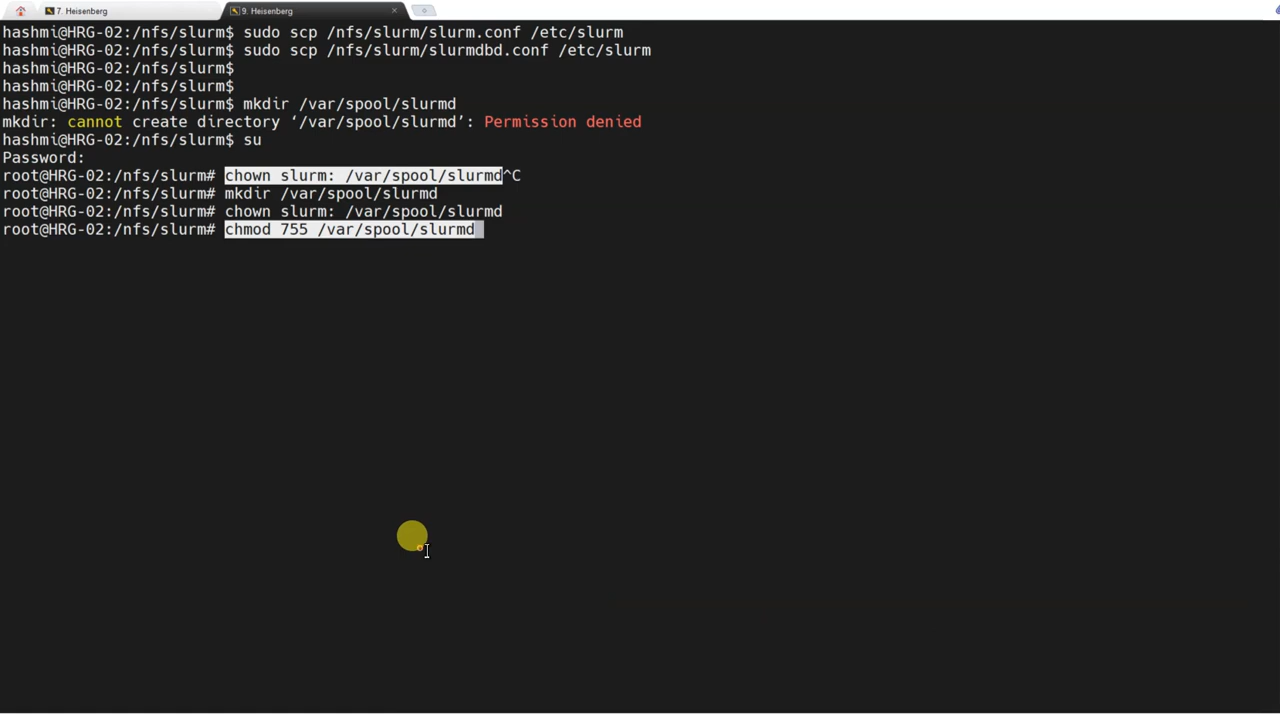 7. Heisenberg
9. Heisenberg
hashmi@HRG-02:/nfs/slurm$ sudo scp /nfs/slurm/slurm.conf /etc/slurm
hashmi@HRG-02:/nfs/slurm$ sudo scp /nfs/slurm/slurmdbd.conf /etc/slurm
hashmi@HRG-02:/nfs/slurm$
hashmi@HRG-02:/nfs/slurm$
hashmi@HRG-02:/nfs/slurm$ mkdir /var/spool/slurmd
mkdir: cannot create directory ‘/var/spool/slurmd’: Permission denied
hashmi@HRG-02:/nfs/slurm$ su
Password:
root@HRG-02:/nfs/slurm# chown slurm: /var/spool/slurmd^C
root@HRG-02:/nfs/slurm# mkdir /var/spool/slurmd
root@HRG-02:/nfs/slurm# chown slurm: /var/spool/slurmd
root@HRG-02:/nfs/slurm# chmod 755 /var/spool/slurmd